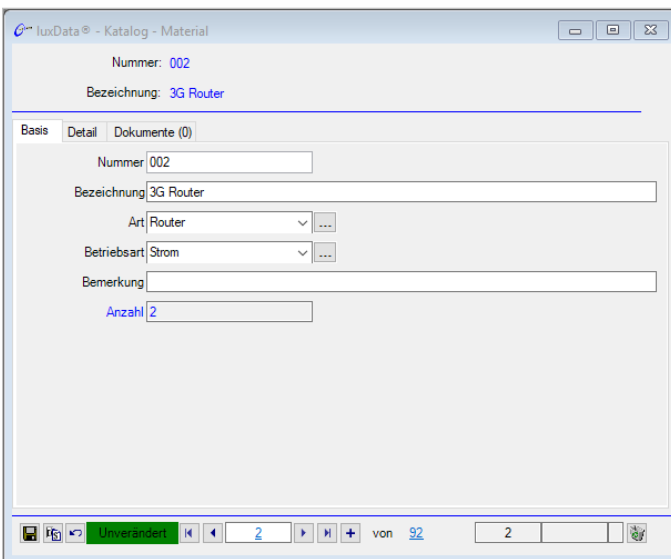 luxData® - Katalog - Material
Nummer: 002
Bezeichnung: 3G Router
Basis Detail Dokumente (0)
Nummer 002
Bezeichnung 3G Router
Art Router ...
Betriebsart Strom ...
Bemerkung
Anzahl 2
Unverändert 2 von 92 2